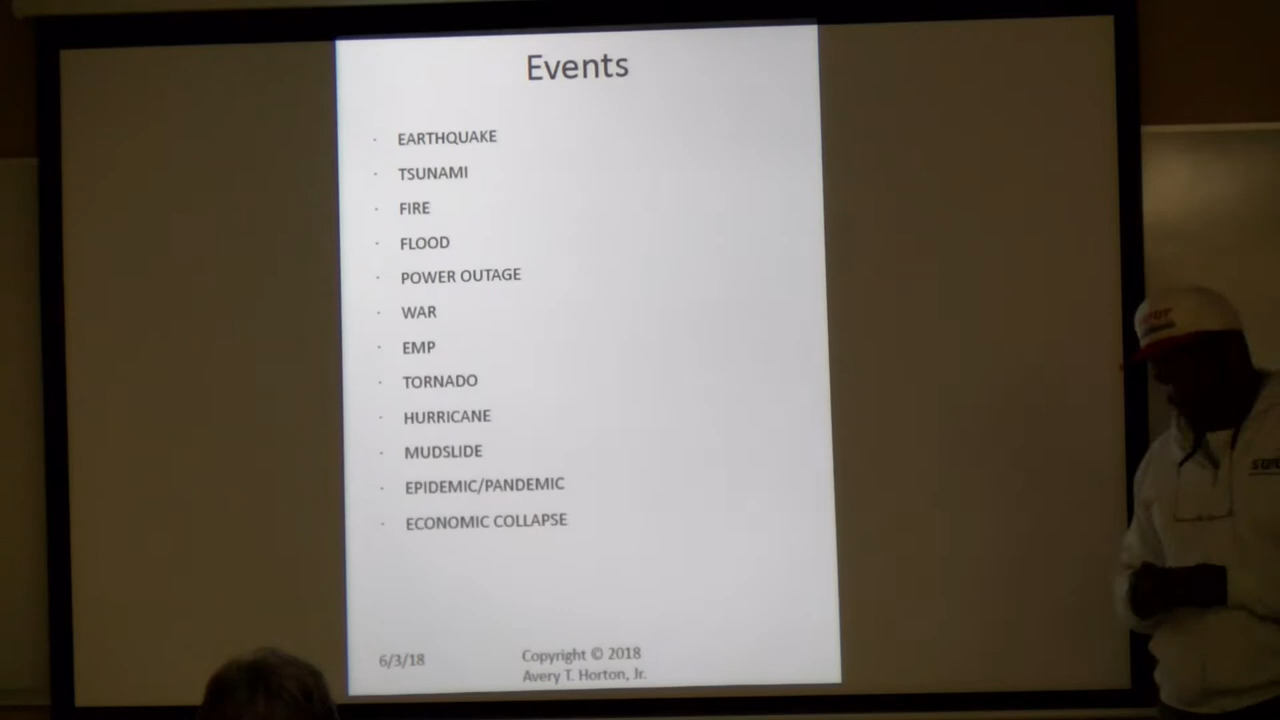 Events
· EARTHQUAKE
· TSUNAMI
· FIRE
· FLOOD
· POWER OUTAGE
· WAR
· EMP
· TORNADO
· HURRICANE
· MUDSLIDE
· EPIDEMIC/PANDEMIC
· ECONOMIC COLLAPSE
6/3/18
Copyright © 2018
Avery T. Horton, Jr.